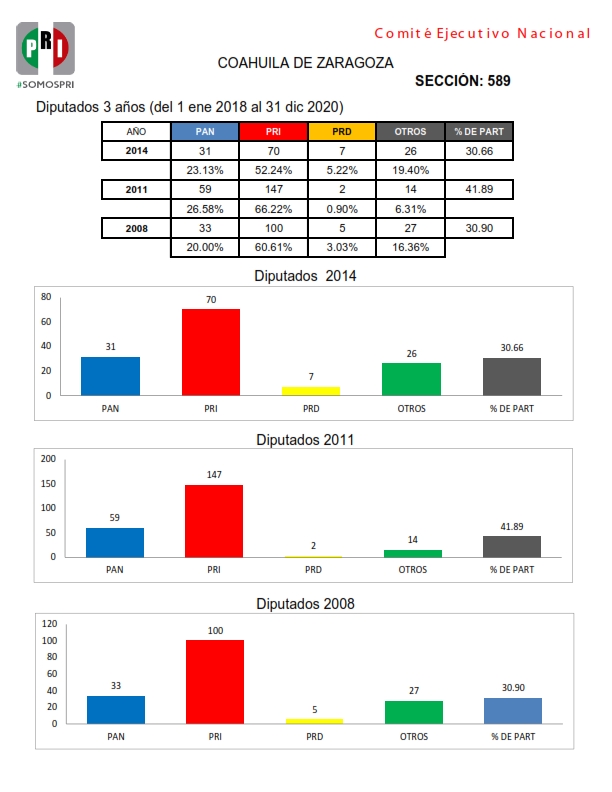 Comité Ejecutivo Nacional
PRI
#SOMOSPRI
COAHUILA DE ZARAGOZA
SECCIÓN: 589
Diputados 3 años (del 1 ene 2018 al 31 dic 2020)
AÑO PAN PRI PRD OTROS % DE PART
2014 31 70 7 26 30.66
23.13% 52.24% 5.22% 19.40%
2011 59 147 2 14 41.89
26.58% 66.22% 0.90% 6.31%
2008 33 100 5 27 30.90
20.00% 60.61% 3.03% 16.36%
Diputados 2014
80
60
40
20
0
31 70 7 26 30.66
PAN PRI PRD OTROS % DE PART
Diputados 2011
200
150
100
50
0
59 147 2 14 41.89
PAN PRI PRD OTROS % DE PART
Diputados 2008
120
100
80
60
40
20
0
33 100 5 27 30.90
PAN PRI PRD OTROS % DE PART